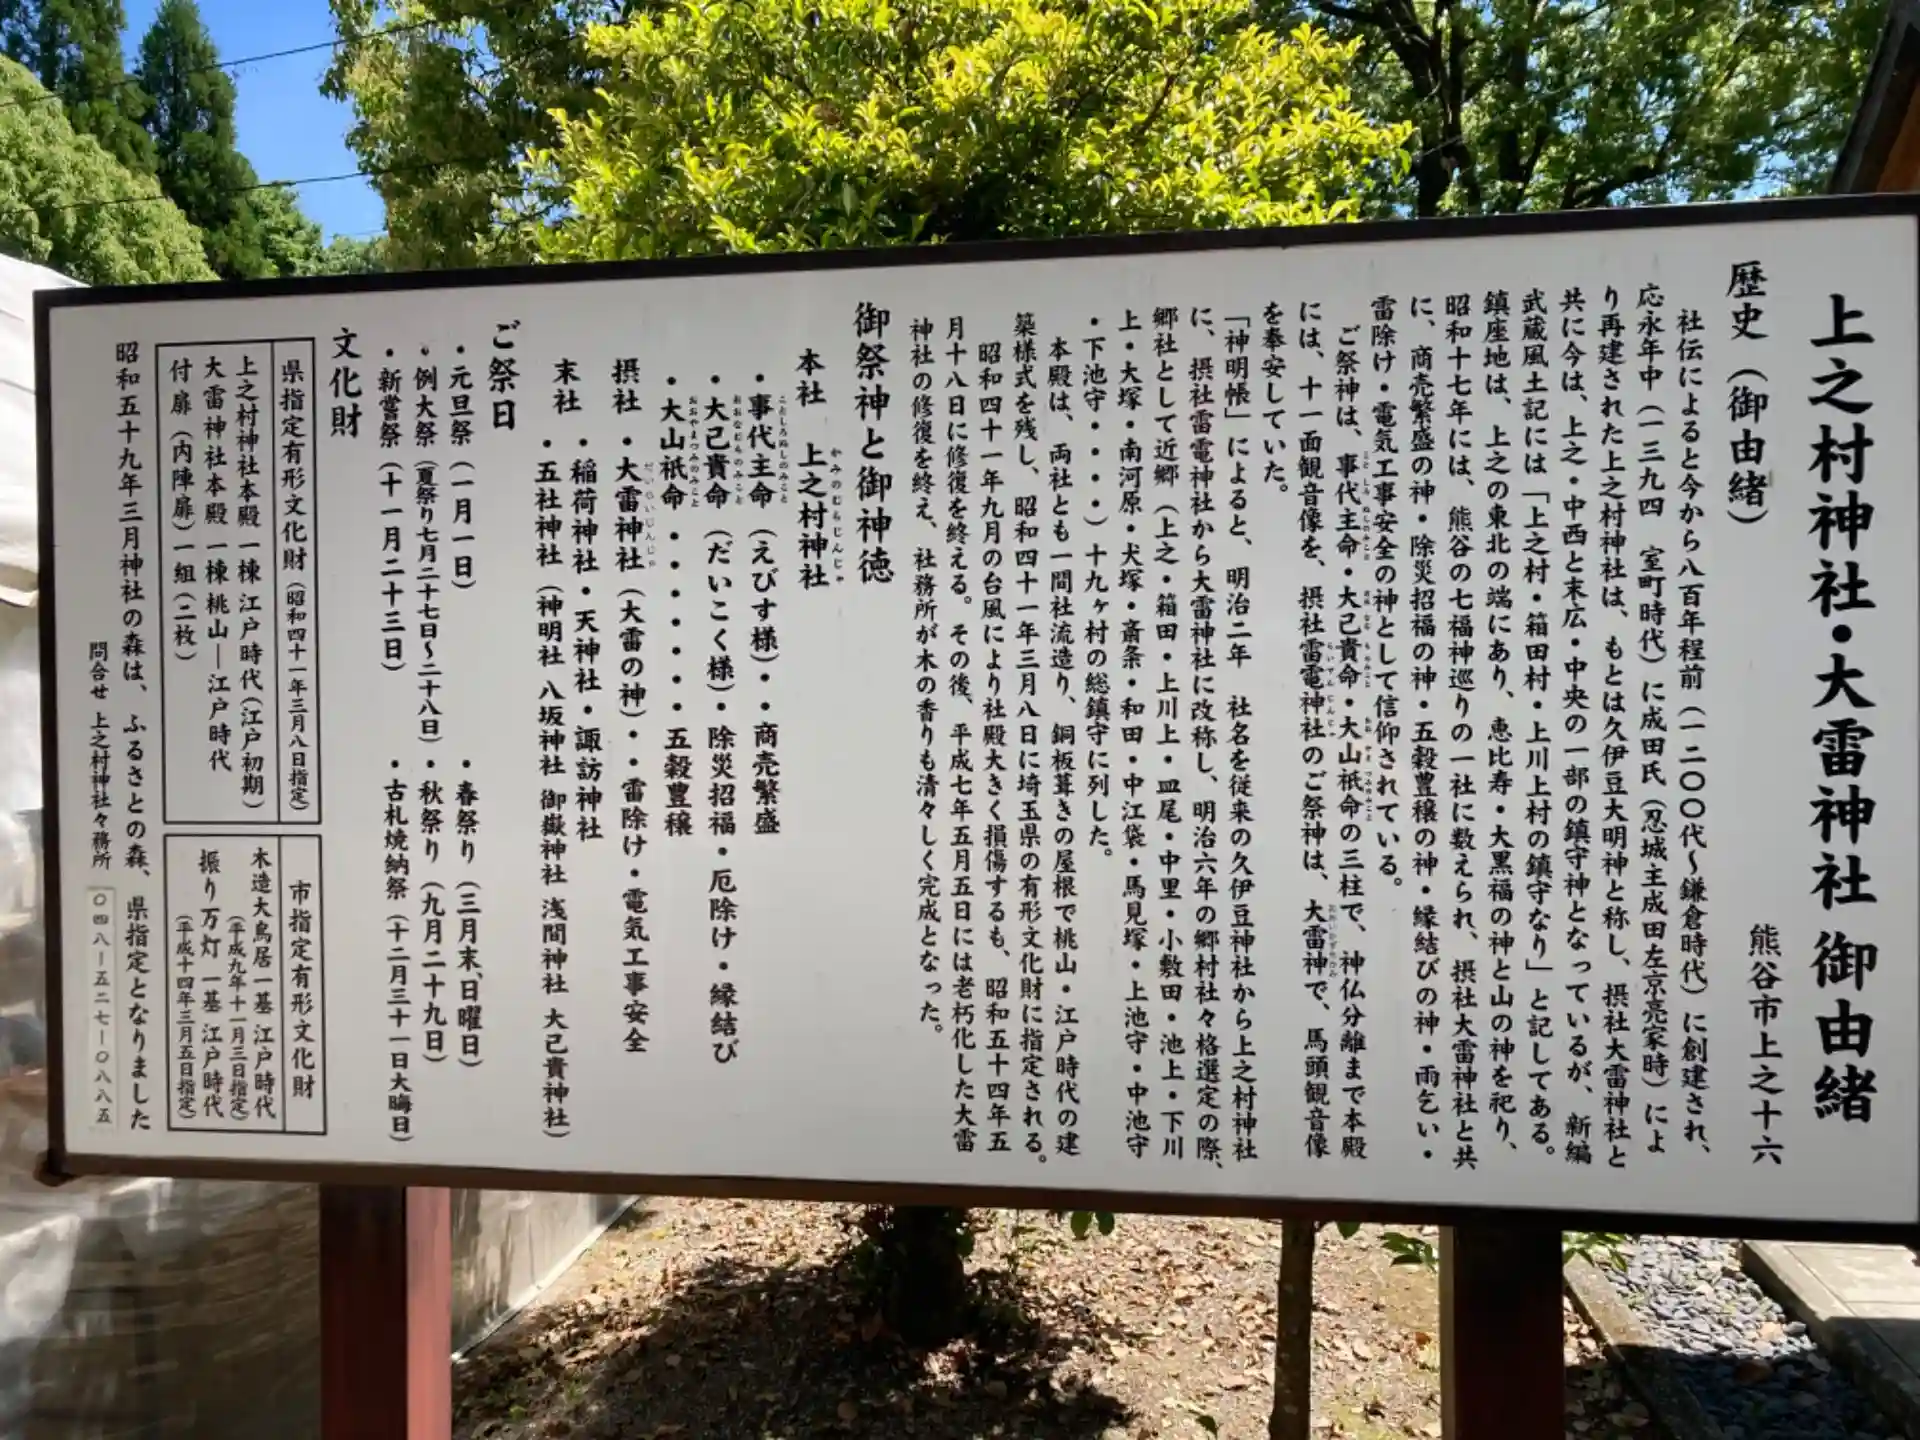 上之村神社・大雷神社 御由緒
熊谷市上之十六
歴史（御由緒）
社伝によると今から八百年程前（一二〇〇代〜鎌倉時代）に創建され、
応永年中（一三九四　室町時代）に成田氏（忍城主成田左京亮家時）によ
り再建された上之村神社は、もとは久伊豆大明神と称し、摂社大雷神社と
共に今は、上之・中西と末広・中央の一部の鎮守神となっているが、新編
武蔵風土記には「上之村・箱田村・上川上村の鎮守なり」と記してある。
鎮座地は、上之の東北の端にあり、恵比寿・大黒福の神と山の神を祀り、
昭和十七年には、熊谷の七福神巡りの一社に数えられ、摂社大雷神社と共
に、商売繁盛の神・除災招福の神・五穀豊穣の神・縁結びの神・雨乞い・
雷除け・電気工事安全の神として信仰されている。
ご祭神は、事代主命・大己貴命・大山祇命の三柱で、神仏分離まで本殿
には、十一面観音像を、摂社雷電神社のご祭神は、大雷神で、馬頭観音像
を奉安していた。
「神明帳」によると、明治二年　社名を従来の久伊豆神社から上之村神社
に、摂社雷電神社から大雷神社に改称し、明治六年の郷村社々格選定の際、
郷社として近郷（上之・箱田・上川上・皿尾・中里・小敷田・池上・下川
上・大塚・南河原・犬塚・斎条・和田・中江袋・馬見塚・上池守・中池守
・下池守・・・・）十九ヶ村の総鎮守に列した。
本殿は、両社とも一間社流造り、銅板葺きの屋根で桃山・江戸時代の建
築様式を残し、昭和四十一年三月八日に埼玉県の有形文化財に指定される。
昭和四十一年九月の台風により社殿大きく損傷するも、昭和五十四年五
月十八日に修復を終える。その後、平成七年五月五日には老朽化した大雷
神社の修復を終え、社務所が木の香りも清々しく完成となった。
御祭神と御神徳
本社　上之村神社
かみのむらじんじゃ
・事代主命（えびす様）・・商売繁盛
ことしろぬしのみこと
・大己貴命（だいこく様）・除災招福・厄除け・縁結び
おおなむちのみこと
・大山祇命・・・・・・・・五穀豊穣
おおやまつみのみこと
摂社　・大雷神社（大雷の神）・・雷除け・電気工事安全
だいらいじんじゃ
末社　・稲荷神社・天神社・諏訪神社
・五社神社（神明社 八坂神社 御嶽神社 浅間神社 大己貴神社）
ご祭日
・元旦祭（一月一日）　・春祭り（三月末、日曜日）
・例大祭（夏祭り七月二十七日〜二十八日）・秋祭り（九月二十九日）
・新嘗祭（十一月二十三日）　・古札焼納祭（十二月三十一日大晦日）
文化財
県指定有形文化財（昭和四十一年三月八日指定）
上之村神社本殿 一棟 江戸時代（江戸初期）
大雷神社本殿 一棟 桃山―江戸時代
付扉（内陣扉）一組（二枚）
市指定有形文化財
木造大鳥居一基 江戸時代
（平成九年十一月三日指定）
振り万灯 一基 江戸時代
（平成十四年三月五日指定）
昭和五十九年三月神社の森は、ふるさとの森、県指定となりました
問合せ 上之村神社々務所 〇四八―五二七―〇八八五